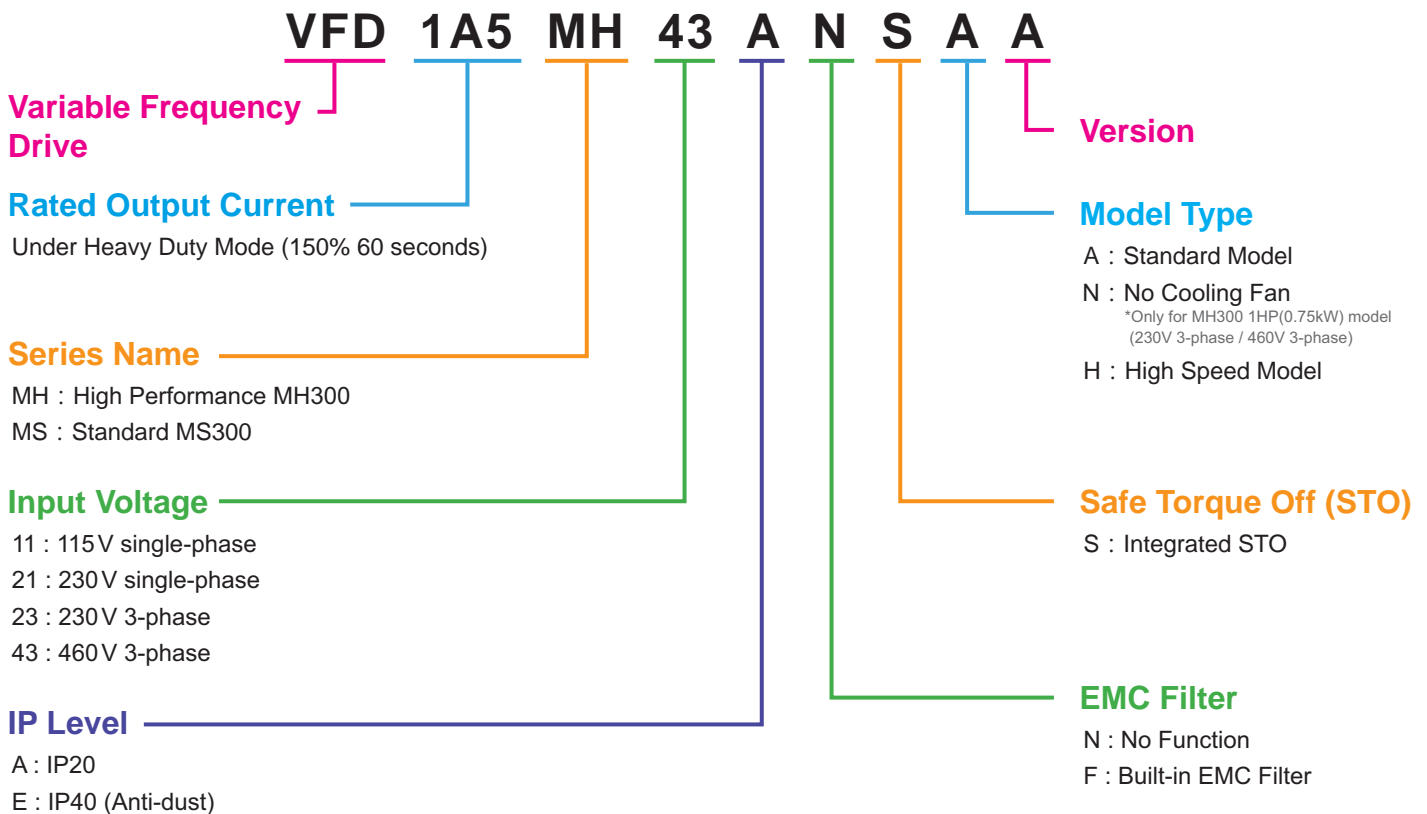 VFD 1A5 MH 43 A N S A A
Variable Frequency
Drive
Rated Output Current
Under Heavy Duty Mode (150% 60 seconds)
Series Name
MH : High Performance MH300
MS : Standard MS300
Input Voltage
11 : 115V single-phase
21 : 230V single-phase
23 : 230V 3-phase
43 : 460V 3-phase
IP Level
A : IP20
E : IP40 (Anti-dust)
Version
Model Type
A : Standard Model
N : No Cooling Fan
*Only for MH300 1HP(0.75kW) model
(230V 3-phase / 460V 3-phase)
H : High Speed Model
Safe Torque Off (STO)
S : Integrated STO
EMC Filter
N : No Function
F : Built-in EMC Filter